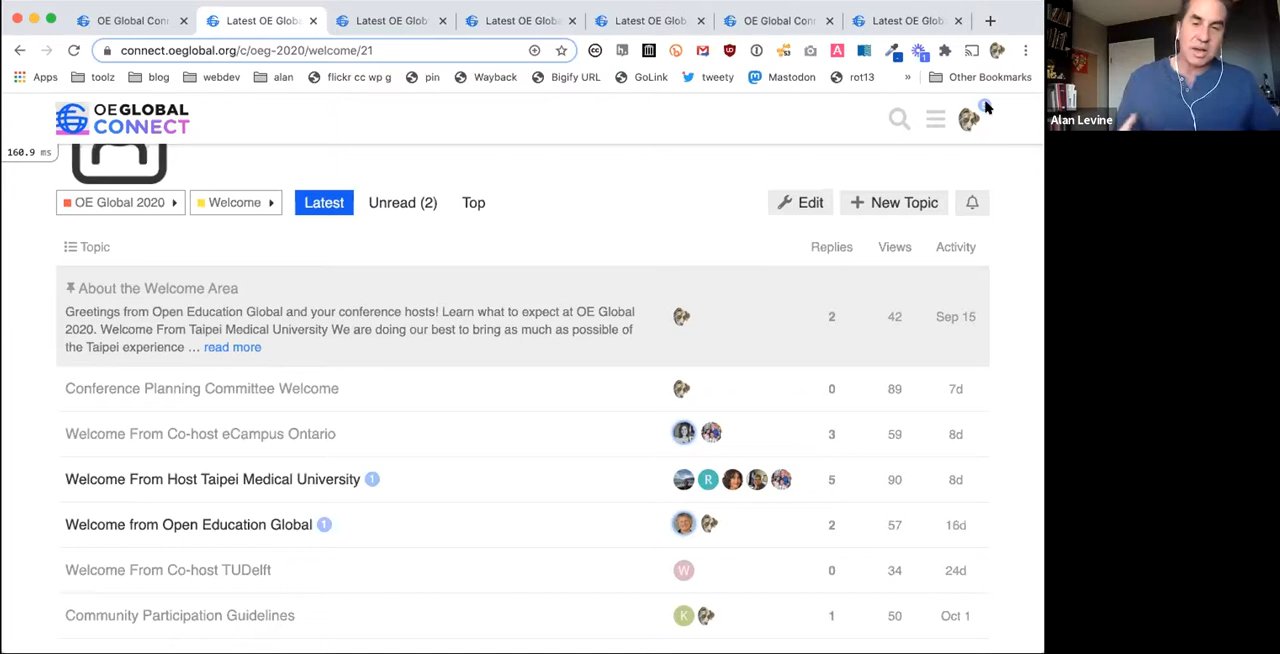 OE Global Conn
Latest OE Globa
Latest OE Glob
Latest OE Globa
Latest OE Glob
OE Global Conn
Latest OE Glob
connect.oeglobal.org/c/oeg-2020/welcome/21
Apps toolz blog webdev alan flickr cc wp g pin Wayback Bigify URL GoLink tweety Mastodon rot13 » Other Bookmarks
Alan Levine
OEGLOBAL
CONNECT
160.9 ms
OE Global 2020 Welcome Latest Unread (2) Top Edit New Topic
Topic Replies Views Activity
About the Welcome Area
Greetings from Open Education Global and your conference hosts! Learn what to expect at OE Global
2020. Welcome From Taipei Medical University We are doing our best to bring as much as possible of
the Taipei experience … read more
2 42 Sep 15
Conference Planning Committee Welcome 0 89 7d
Welcome From Co-host eCampus Ontario 3 59 8d
Welcome From Host Taipei Medical University 1 R 5 90 8d
Welcome from Open Education Global 1 2 57 16d
Welcome From Co-host TUDelft W 0 34 24d
Community Participation Guidelines K 1 50 Oct 1